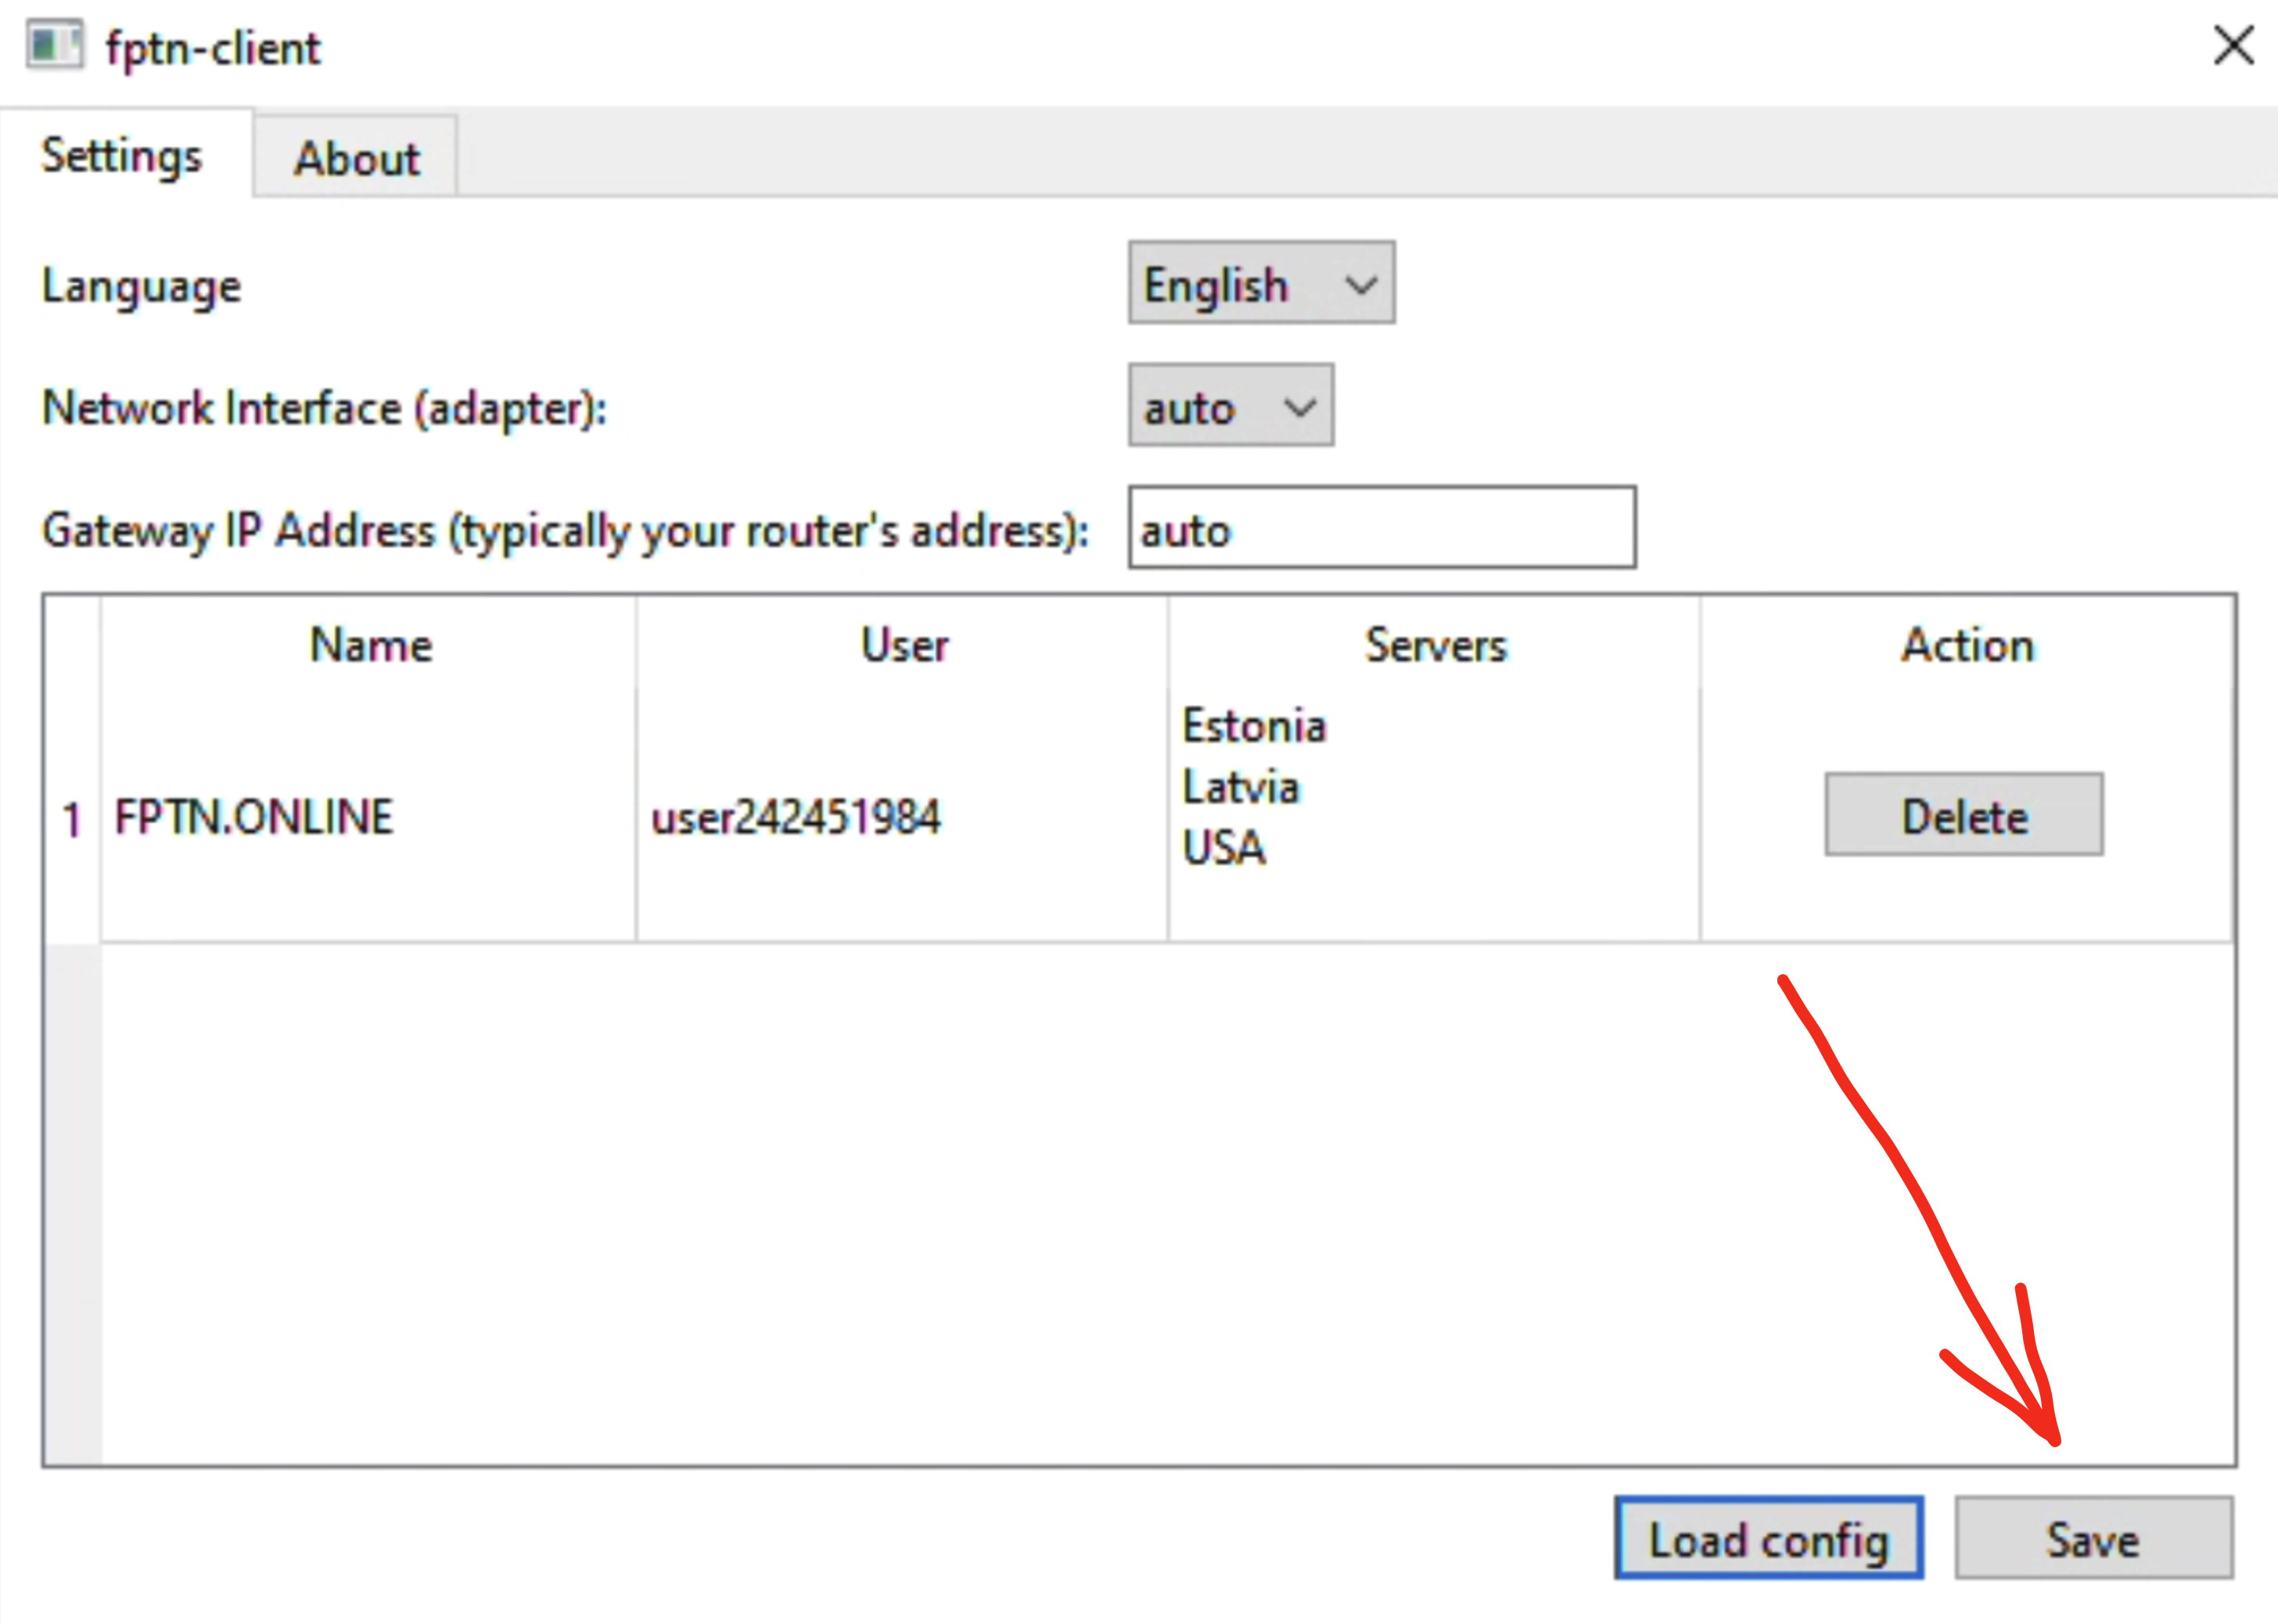 fptn-client
Settings
About
Language
English
Network Interface (adapter):
auto
Gateway IP Address (typically your router's address):
auto
Name
User
Servers
Action
1
FPTN.ONLINE
user242451984
Estonia
Latvia
USA
Delete
Load config
Save